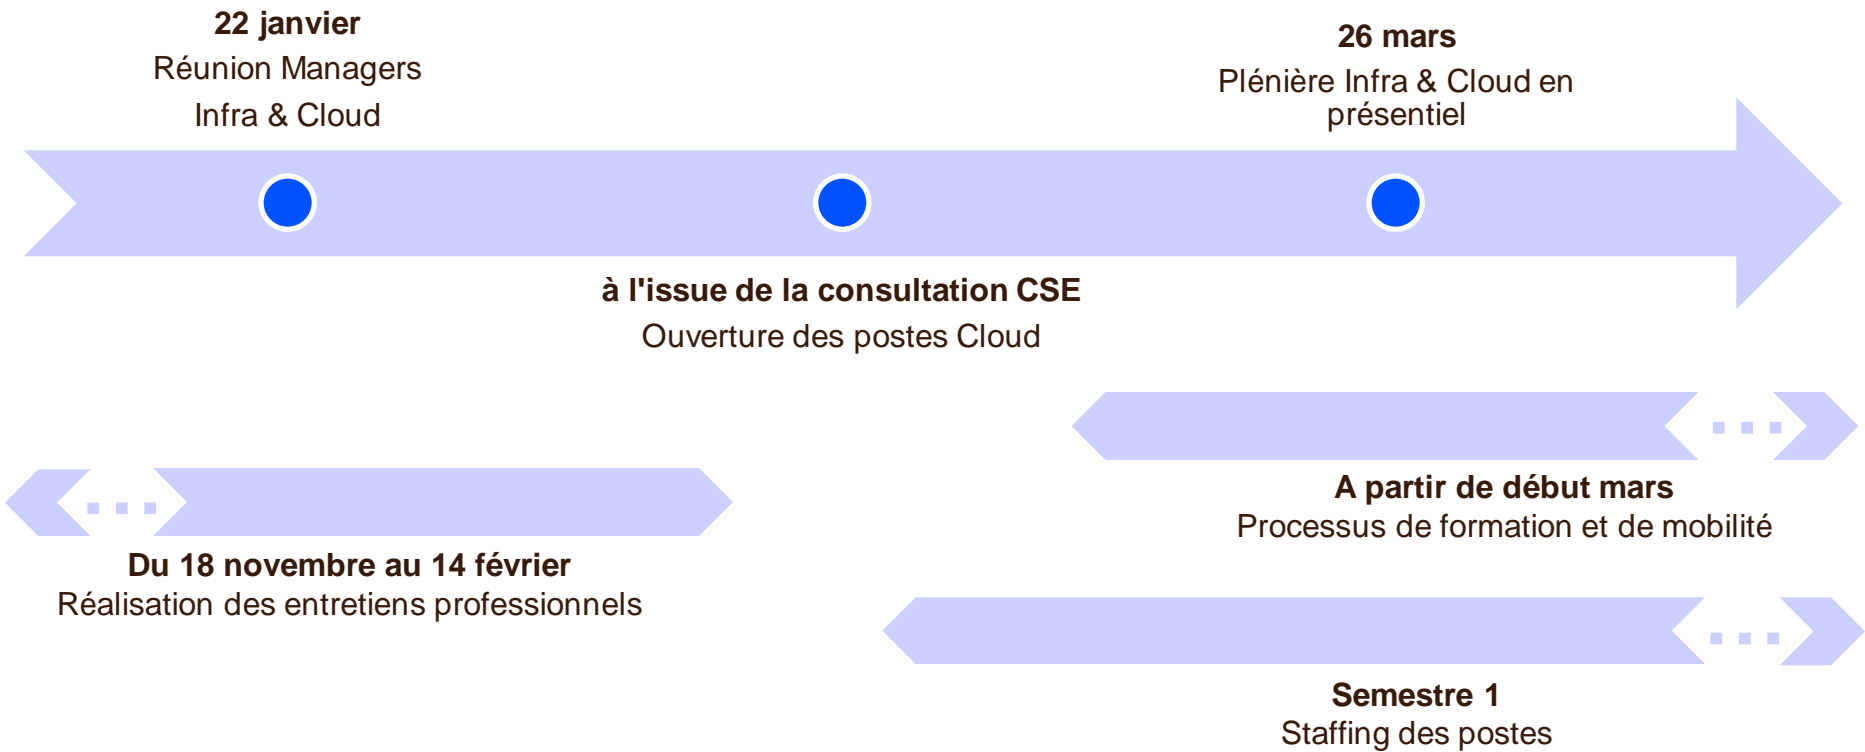 22 janvier
Réunion Managers
Infra & Cloud
26 mars
Plénière Infra & Cloud en
présentiel
à l'issue de la consultation CSE
Ouverture des postes Cloud
A partir de début mars
Processus de formation et de mobilité
Du 18 novembre au 14 février
Réalisation des entretiens professionnels
Semestre 1
Staffing des postes